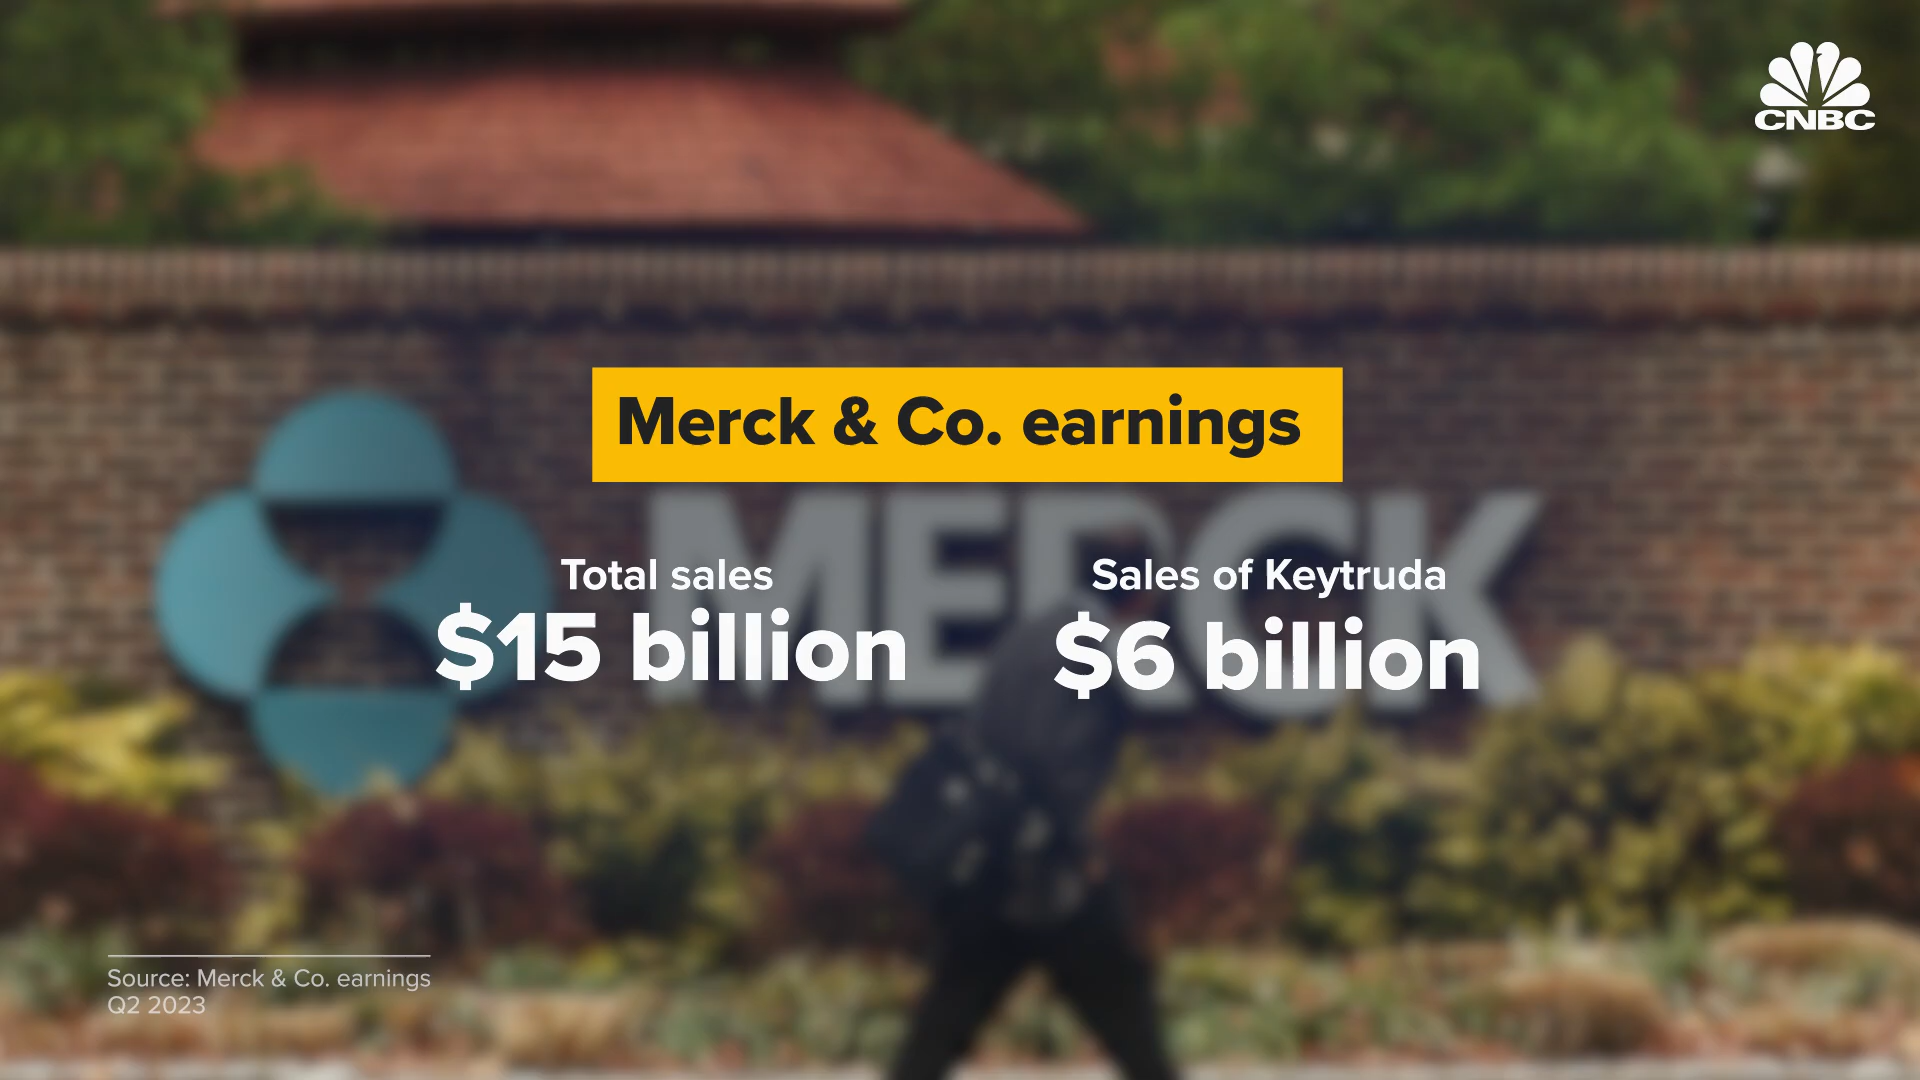 CNBC
Merck & Co. earnings
MERCK
Total sales
$15 billion
Sales of Keytruda
$6 billion
Source: Merck & Co. earnings
Q2 2023